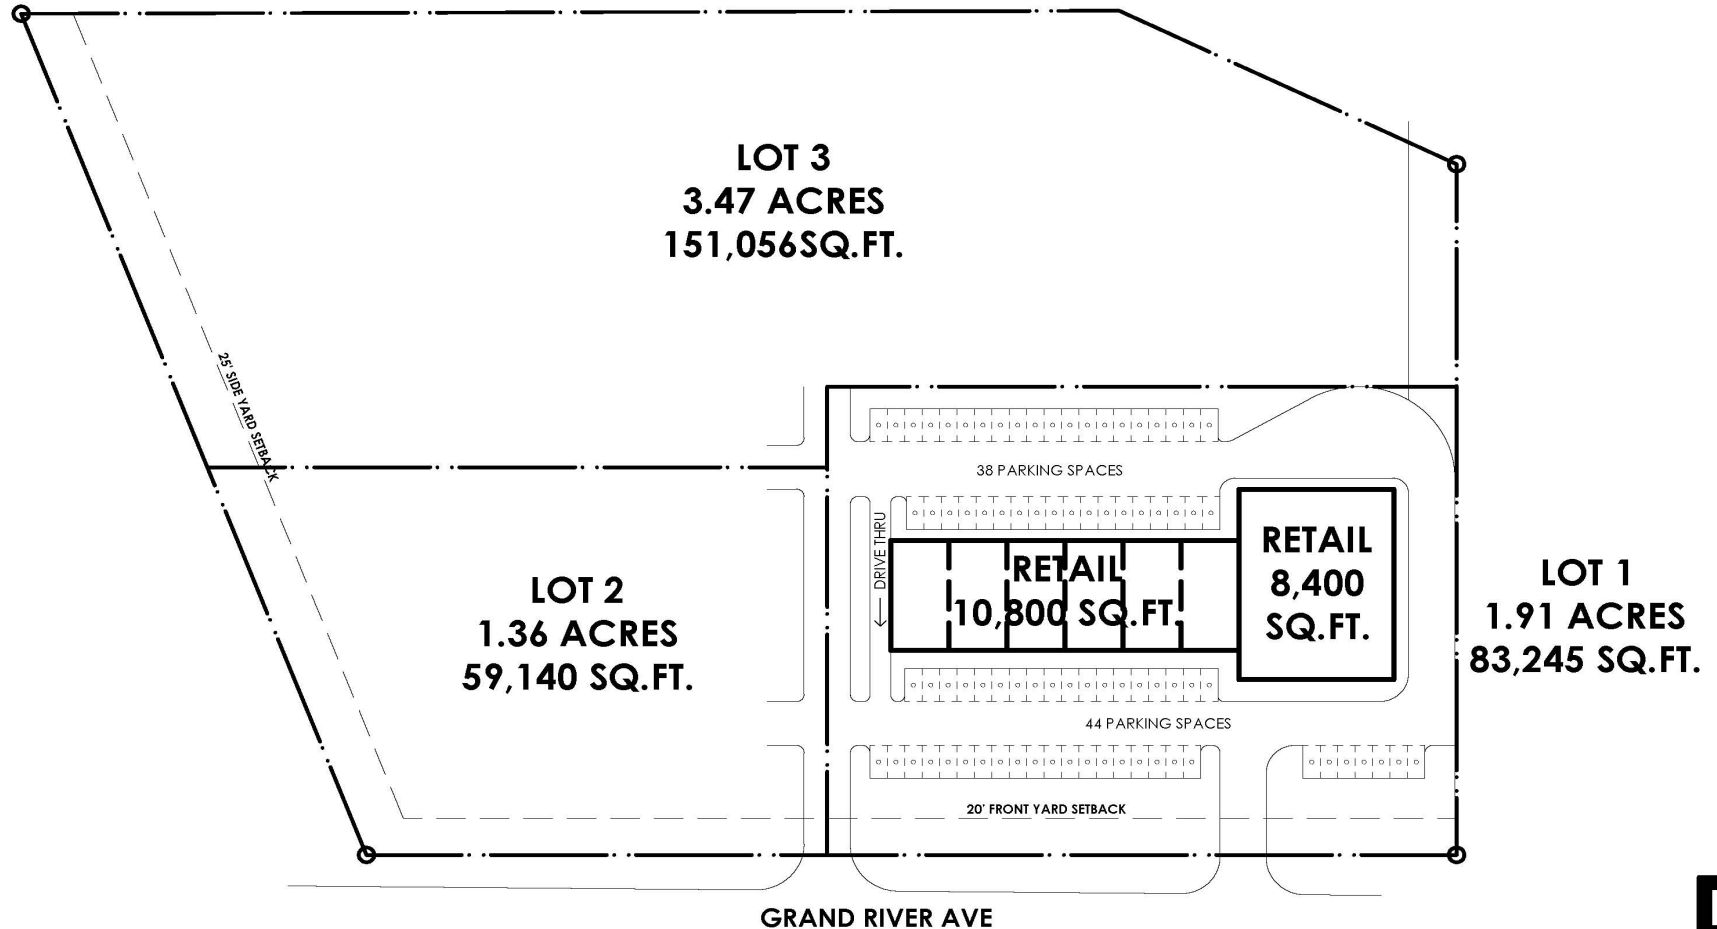 LOT 3
3.47 ACRES
151,056SQ.FT.
25' SIDE YARD SETBACK
38 PARKING SPACES
DRIVE THRU
RETAIL
10,800 SQ.FT.
RETAIL
8,400
SQ.FT.
LOT 2
1.36 ACRES
59,140 SQ.FT.
LOT 1
1.91 ACRES
83,245 SQ.FT.
44 PARKING SPACES
20' FRONT YARD SETBACK
GRAND RIVER AVE